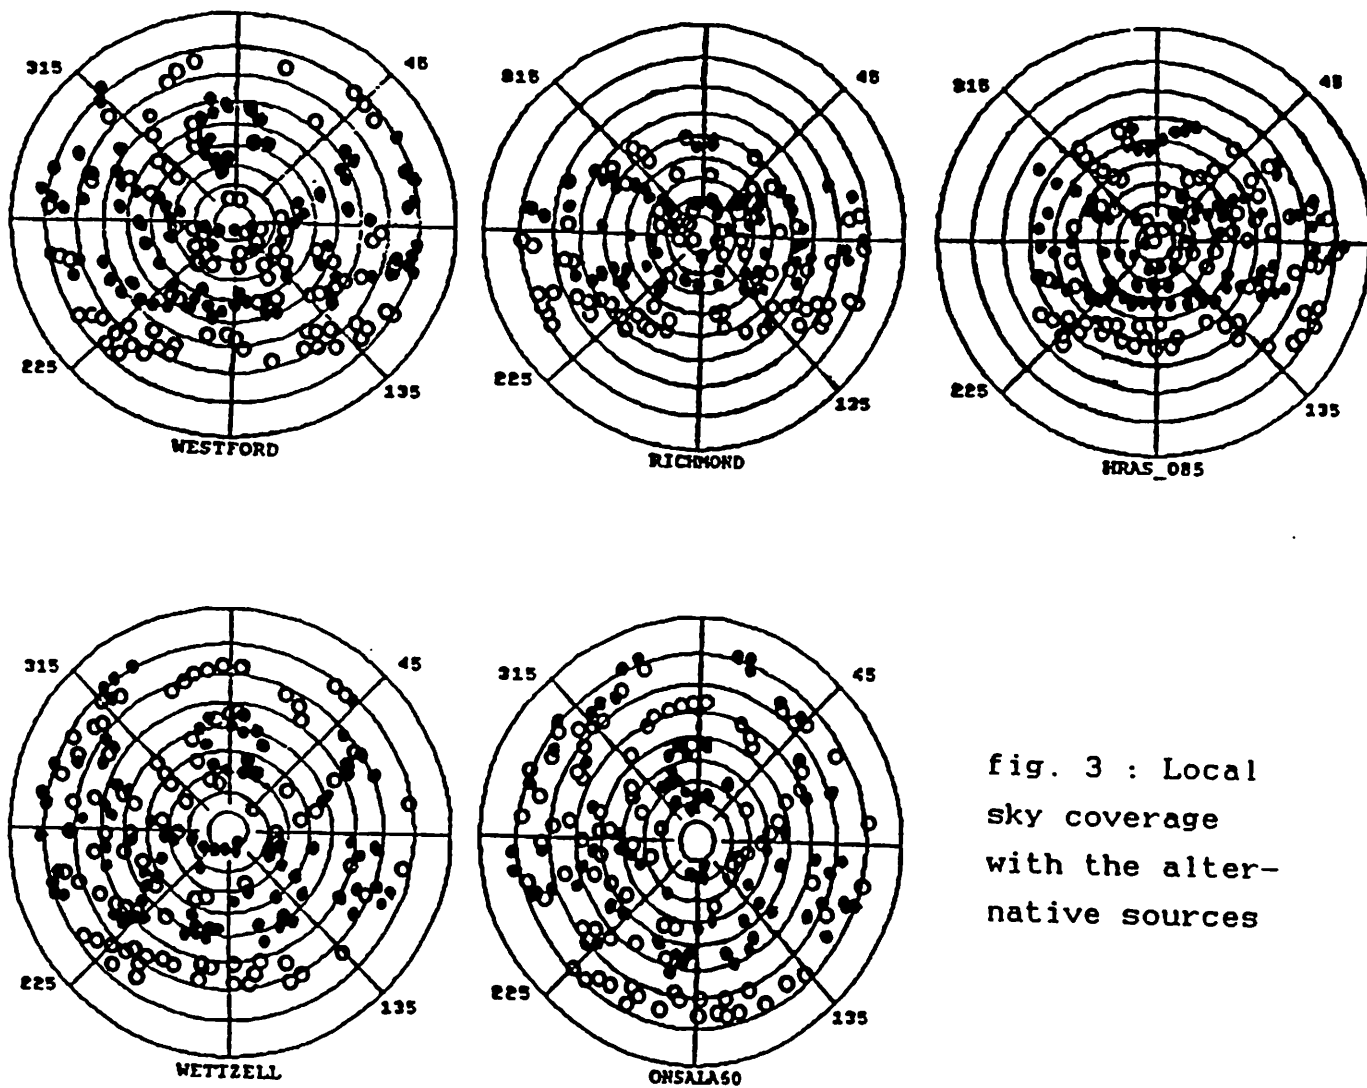 315 45
225 135
WESTFORD
315 45
225 135
RICHMOND
315 45
225 135
HRAS_085
315 45
225 135
WETTZELL
315 45
225 135
ONSALA60
fig. 3 : Local
sky coverage
with the alter-
native sources